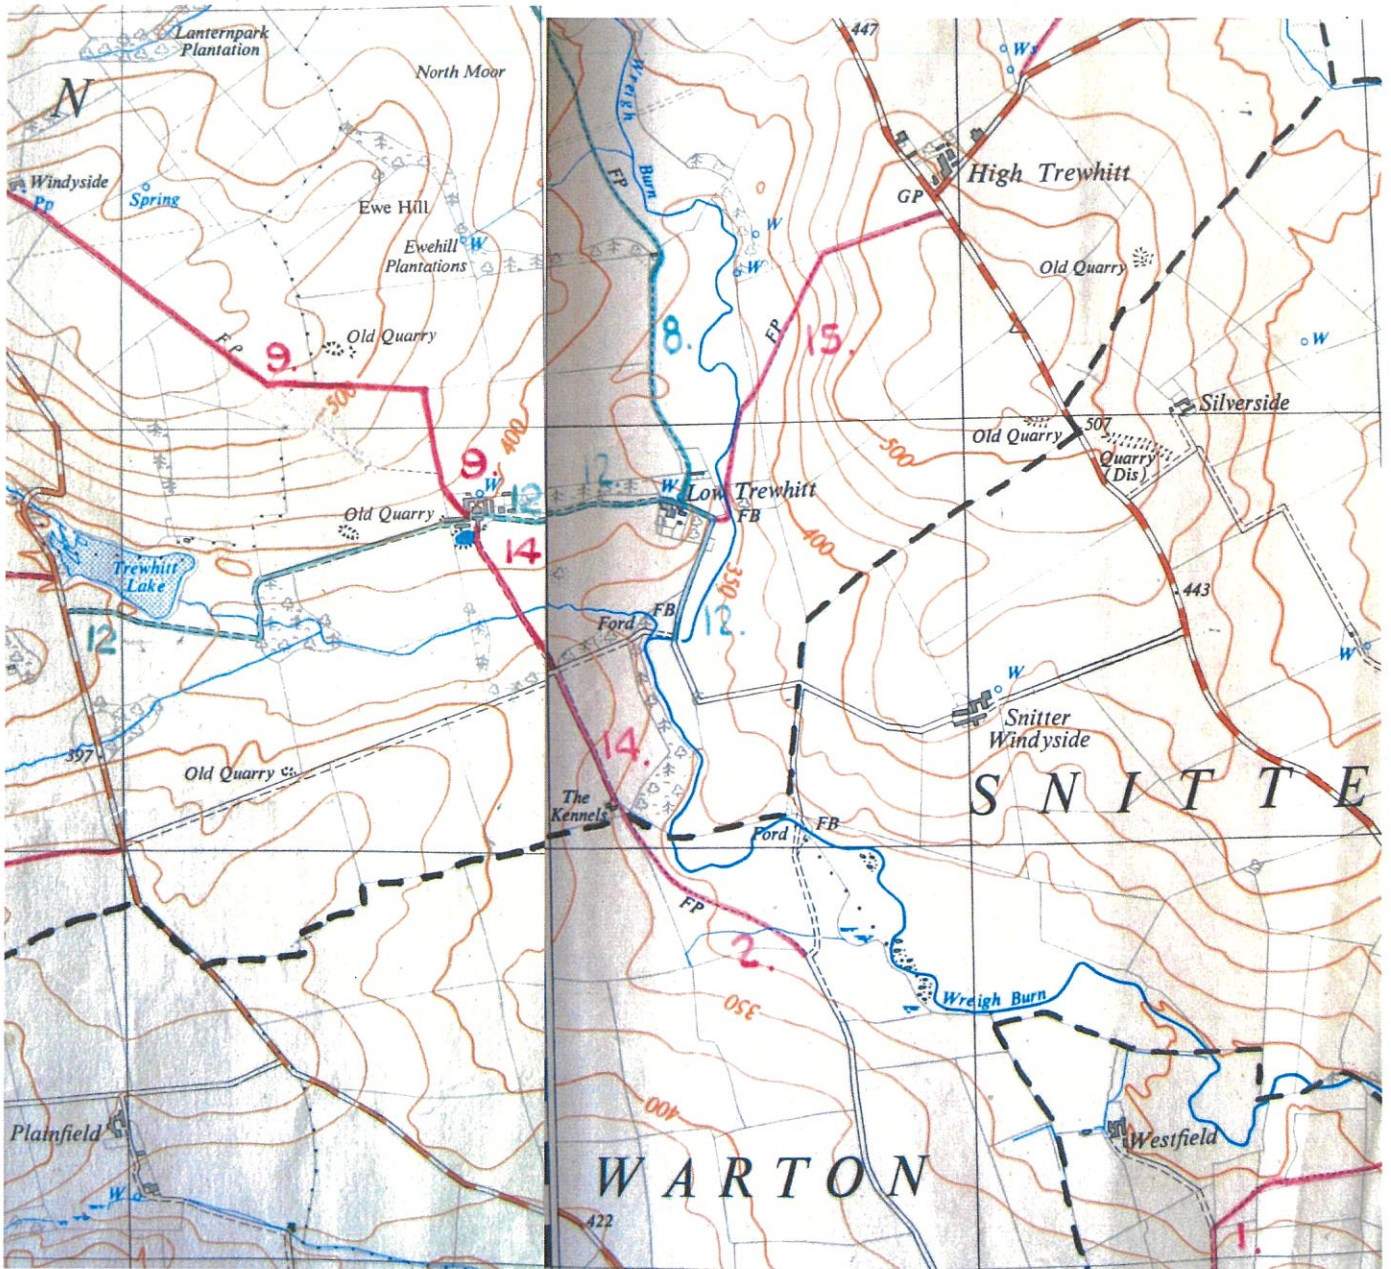 Lanternpark
Plantation
North Moor
N
Windyside
Pp
Spring
Ewe Hill
Ewehill
Plantations
W
FP
9.
Old Quarry
500
400
9.
W
12
Old Quarry
14
Trewhitt
Lake
12
397
Old Quarry
Plainfield
W
Wreigh
Burn
FP
8.
W
W
FP
15.
447
Ws
High Trewhitt
GP
Old Quarry
W
Silverside
507
Old Quarry
Quarry
(Dis)
500
12.
W
Low Trewhitt
FB
400
350
FB
Ford
12.
443
W
W
Snitter
Windyside
14.
SNITTE
The
Kennels
Ford
FB
FP
2.
Wreigh Burn
350
400
Westfield
WARTON
422
1.